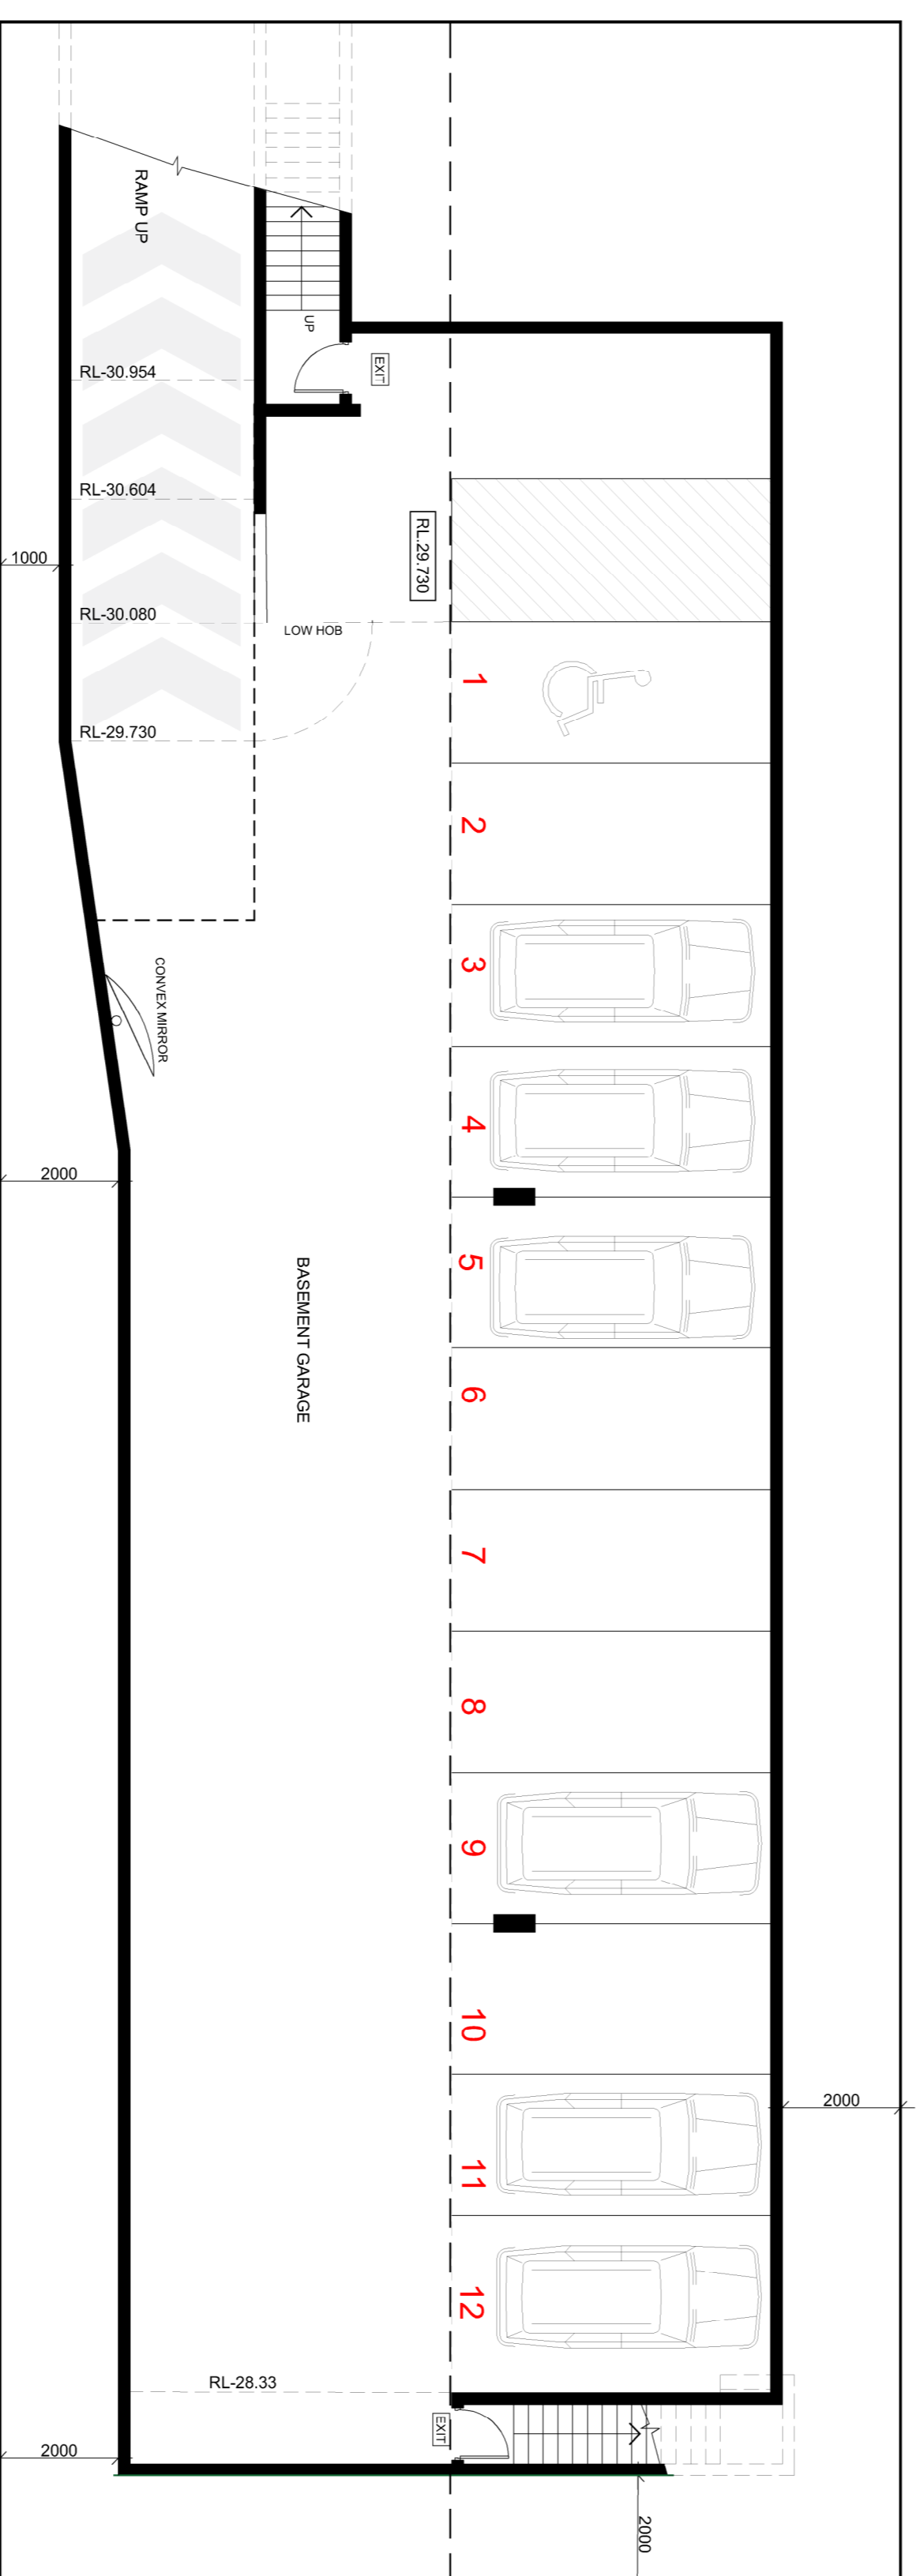 RAMP UP
UP
EXIT
RL-30.954
RL-30.604
RL.29.730
1000
RL-30.080
LOW HOB
1
RL-29.730
2
3
CONVEX MIRROR
4
2000
5
BASEMENT GARAGE
6
7
8
9
10
2000
11
12
RL-28.33
EXIT
2000
2000